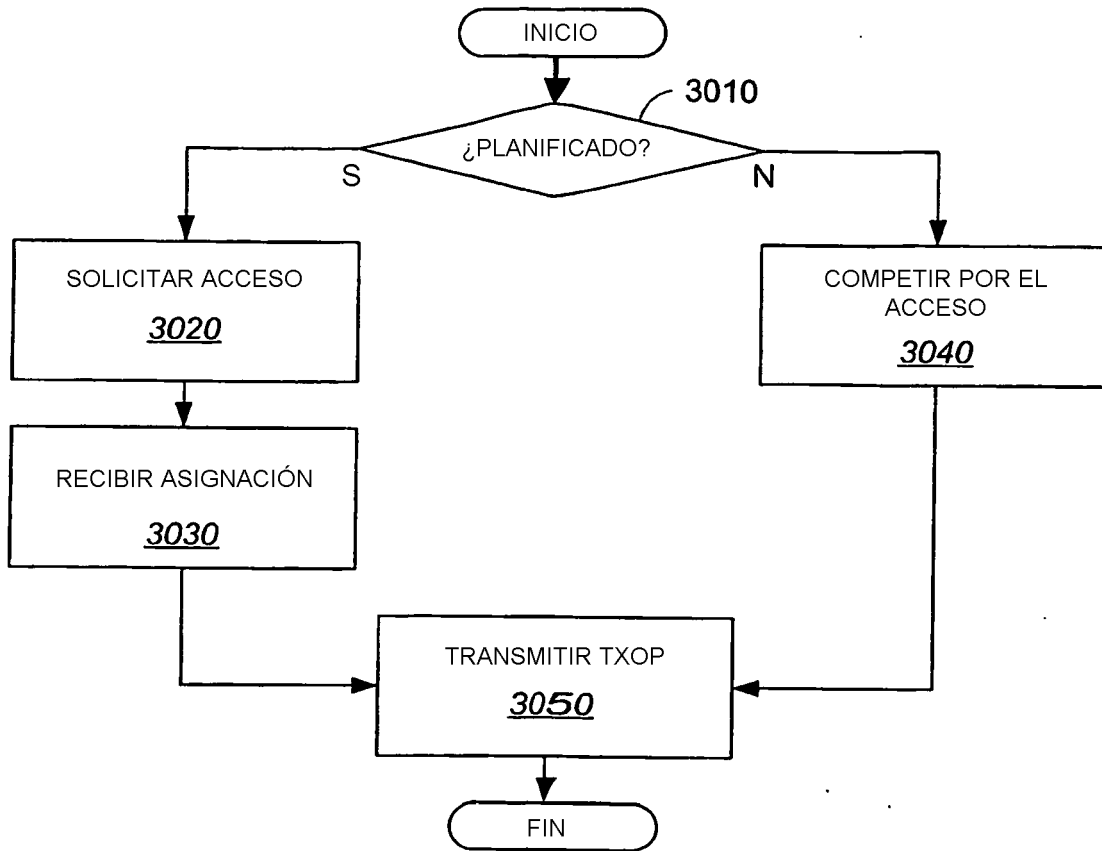 INICIO
3010
¿PLANIFICADO?
S
N
SOLICITAR ACCESO
3020
COMPETIR POR EL
ACCESO
3040
RECIBIR ASIGNACIÓN
3030
TRANSMITIR TXOP
3050
FIN